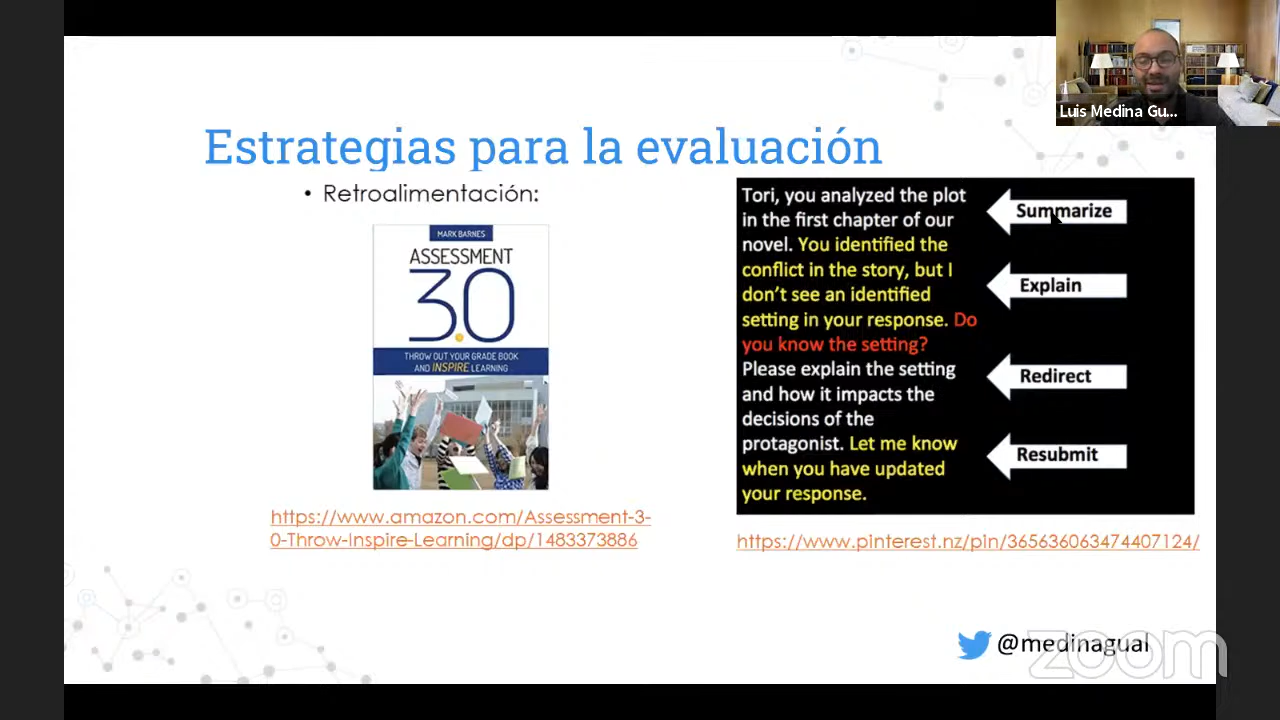 Luis Medina Gu...
Estrategias para la evaluación
• Retroalimentación:
MARK BARNES
ASSESSMENT
3.0
THROW OUT YOUR GRADE BOOK
AND INSPIRE LEARNING
https://www.amazon.com/Assessment-3-
0-Throw-Inspire-Learning/dp/1483373886
Tori, you analyzed the plot
in the first chapter of our
novel. You identified the
conflict in the story, but I
don't see an identified
setting in your response. Do
you know the setting?
Please explain the setting
and how it impacts the
decisions of the
protagonist. Let me know
when you have updated
your response.
Summarize
Explain
Redirect
Resubmit
https://www.pinterest.nz/pin/365636063474407124/
@medinagual
zoom